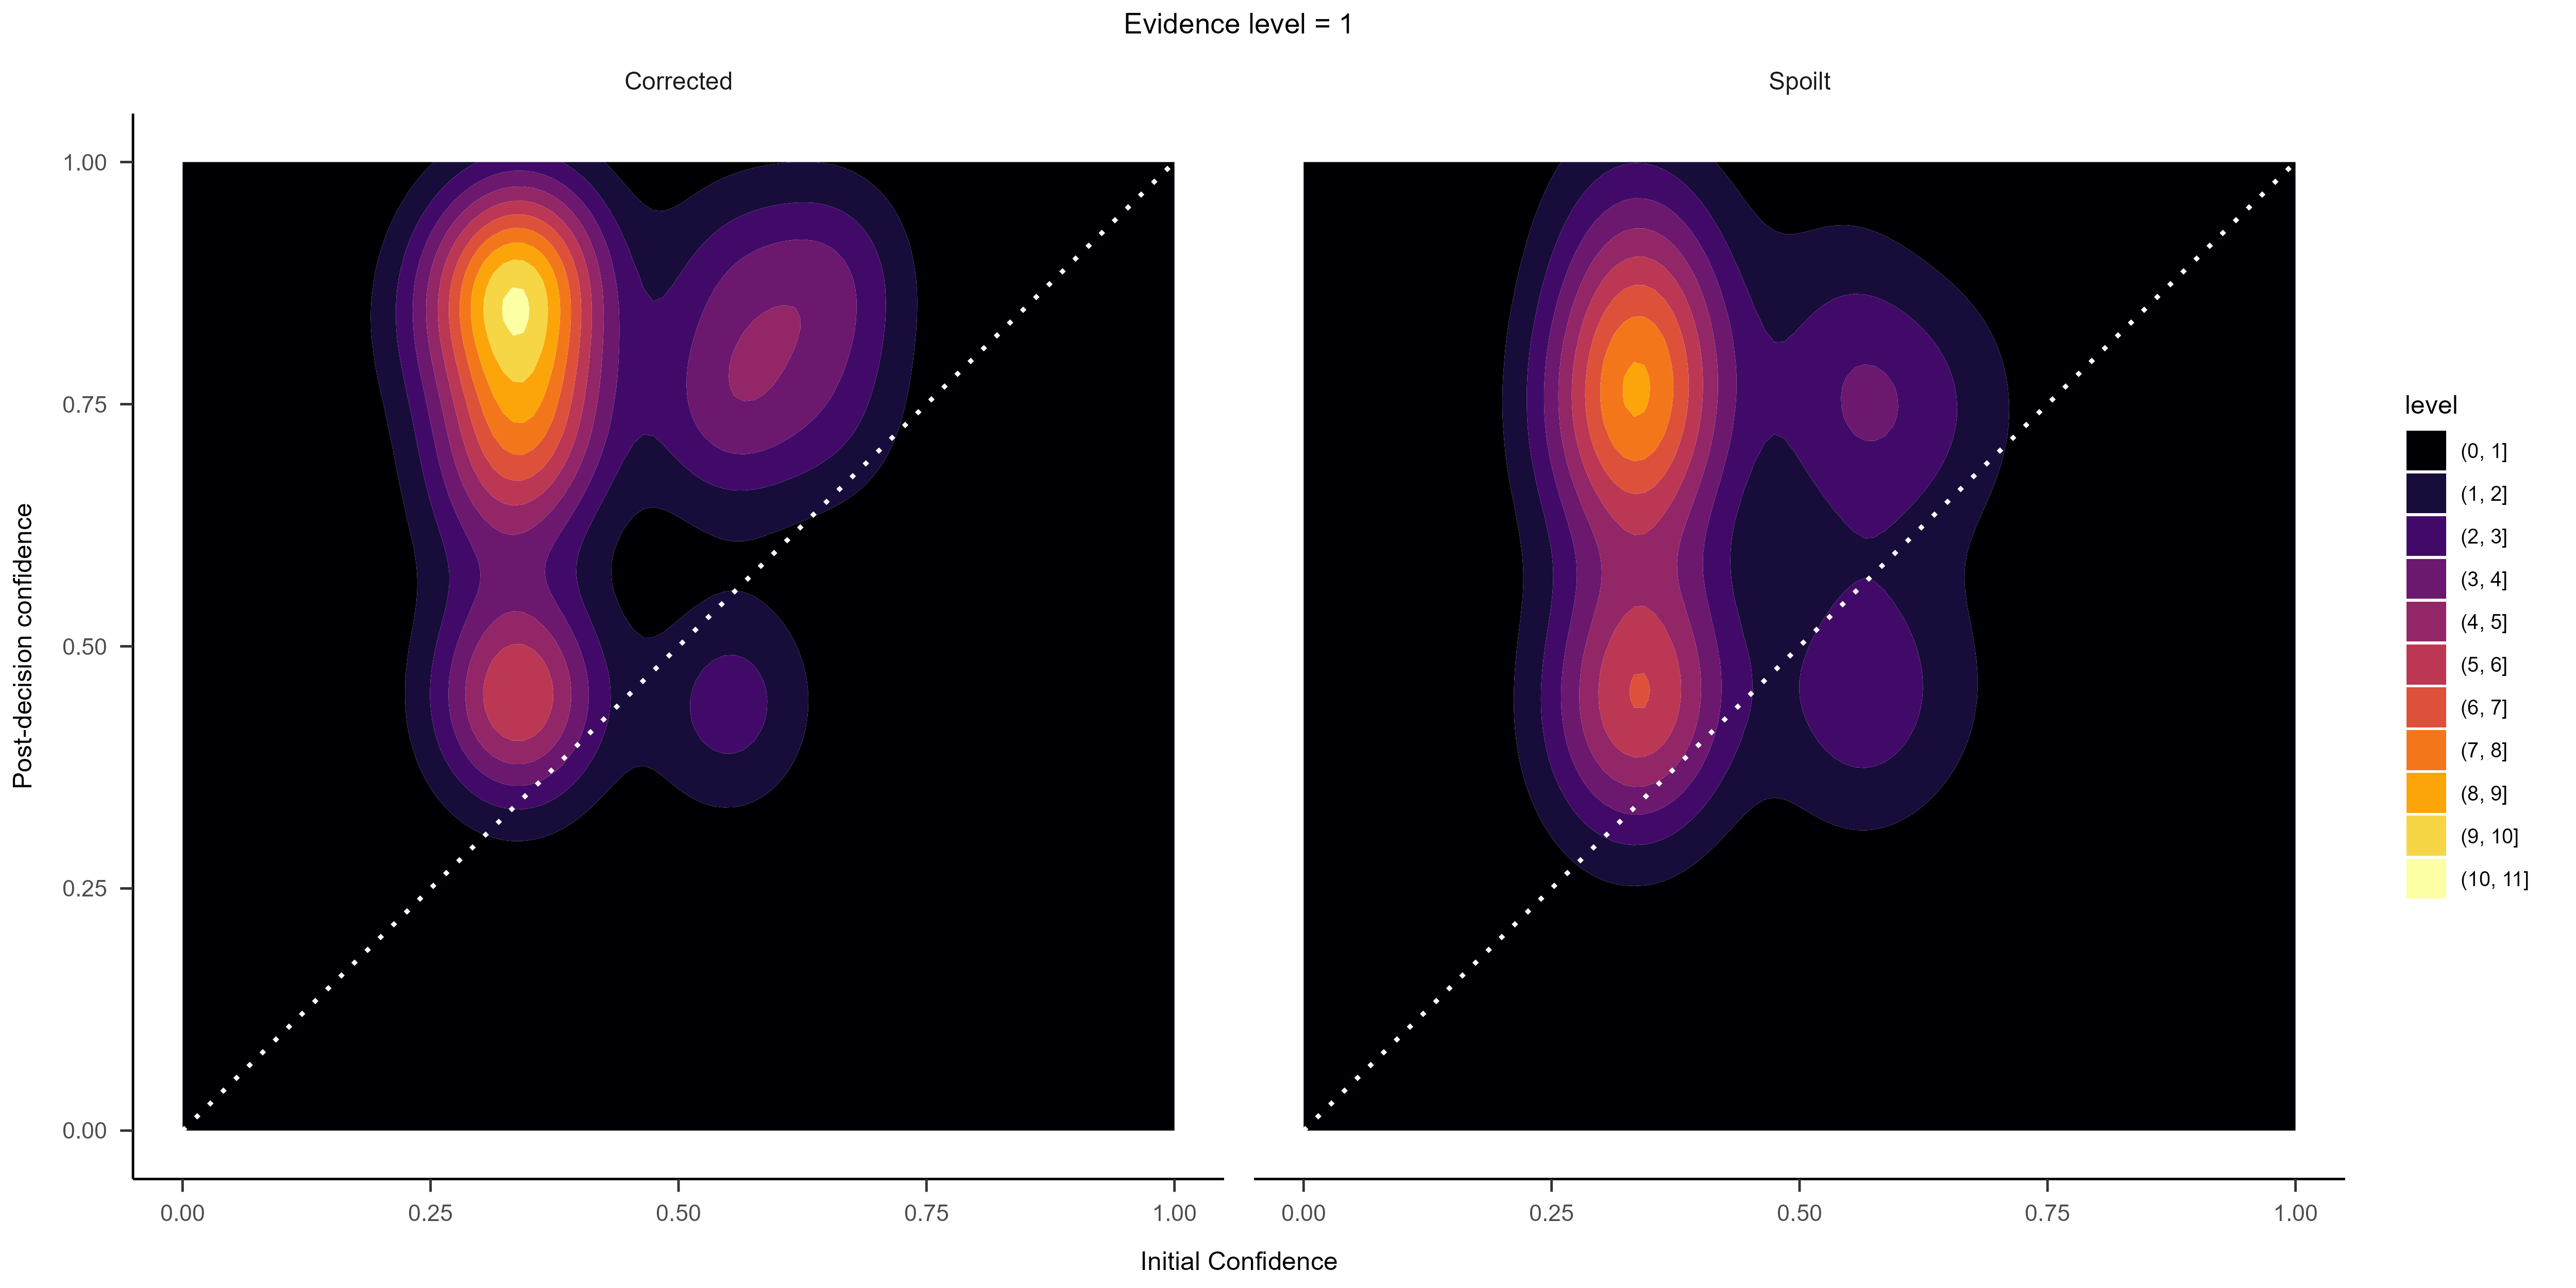 Evidence level = 1
Corrected
Spoilt
Post-decision confidence
1.00
0.75
0.50
0.25
0.00
0.00 0.25 0.50 0.75 1.00
0.00 0.25 0.50 0.75 1.00
Initial Confidence
level
(0, 1]
(1, 2]
(2, 3]
(3, 4]
(4, 5]
(5, 6]
(6, 7]
(7, 8]
(8, 9]
(9, 10]
(10, 11]